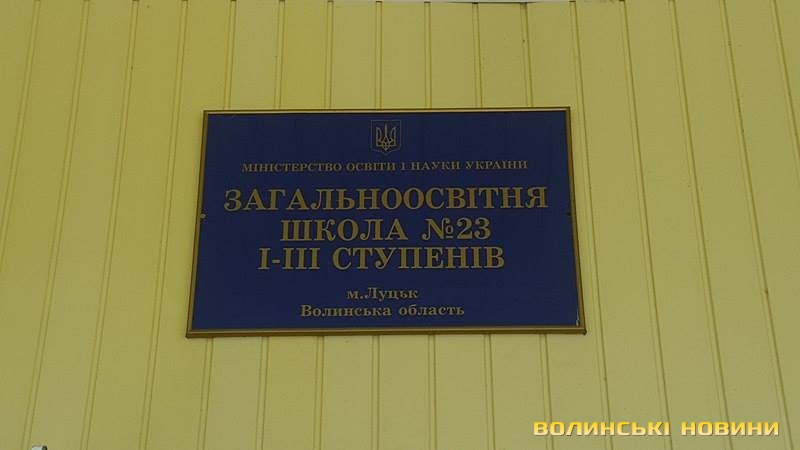 МІНІСТЕРСТВО ОСВІТИ І НАУКИ УКРАЇНИ
ЗАГАЛЬНООСВІТНЯ
ШКОЛА №23
І-ІІІ СТУПЕНІВ
м.Луцьк
Волинська область
ВОЛИНСЬКІ НОВИНИ